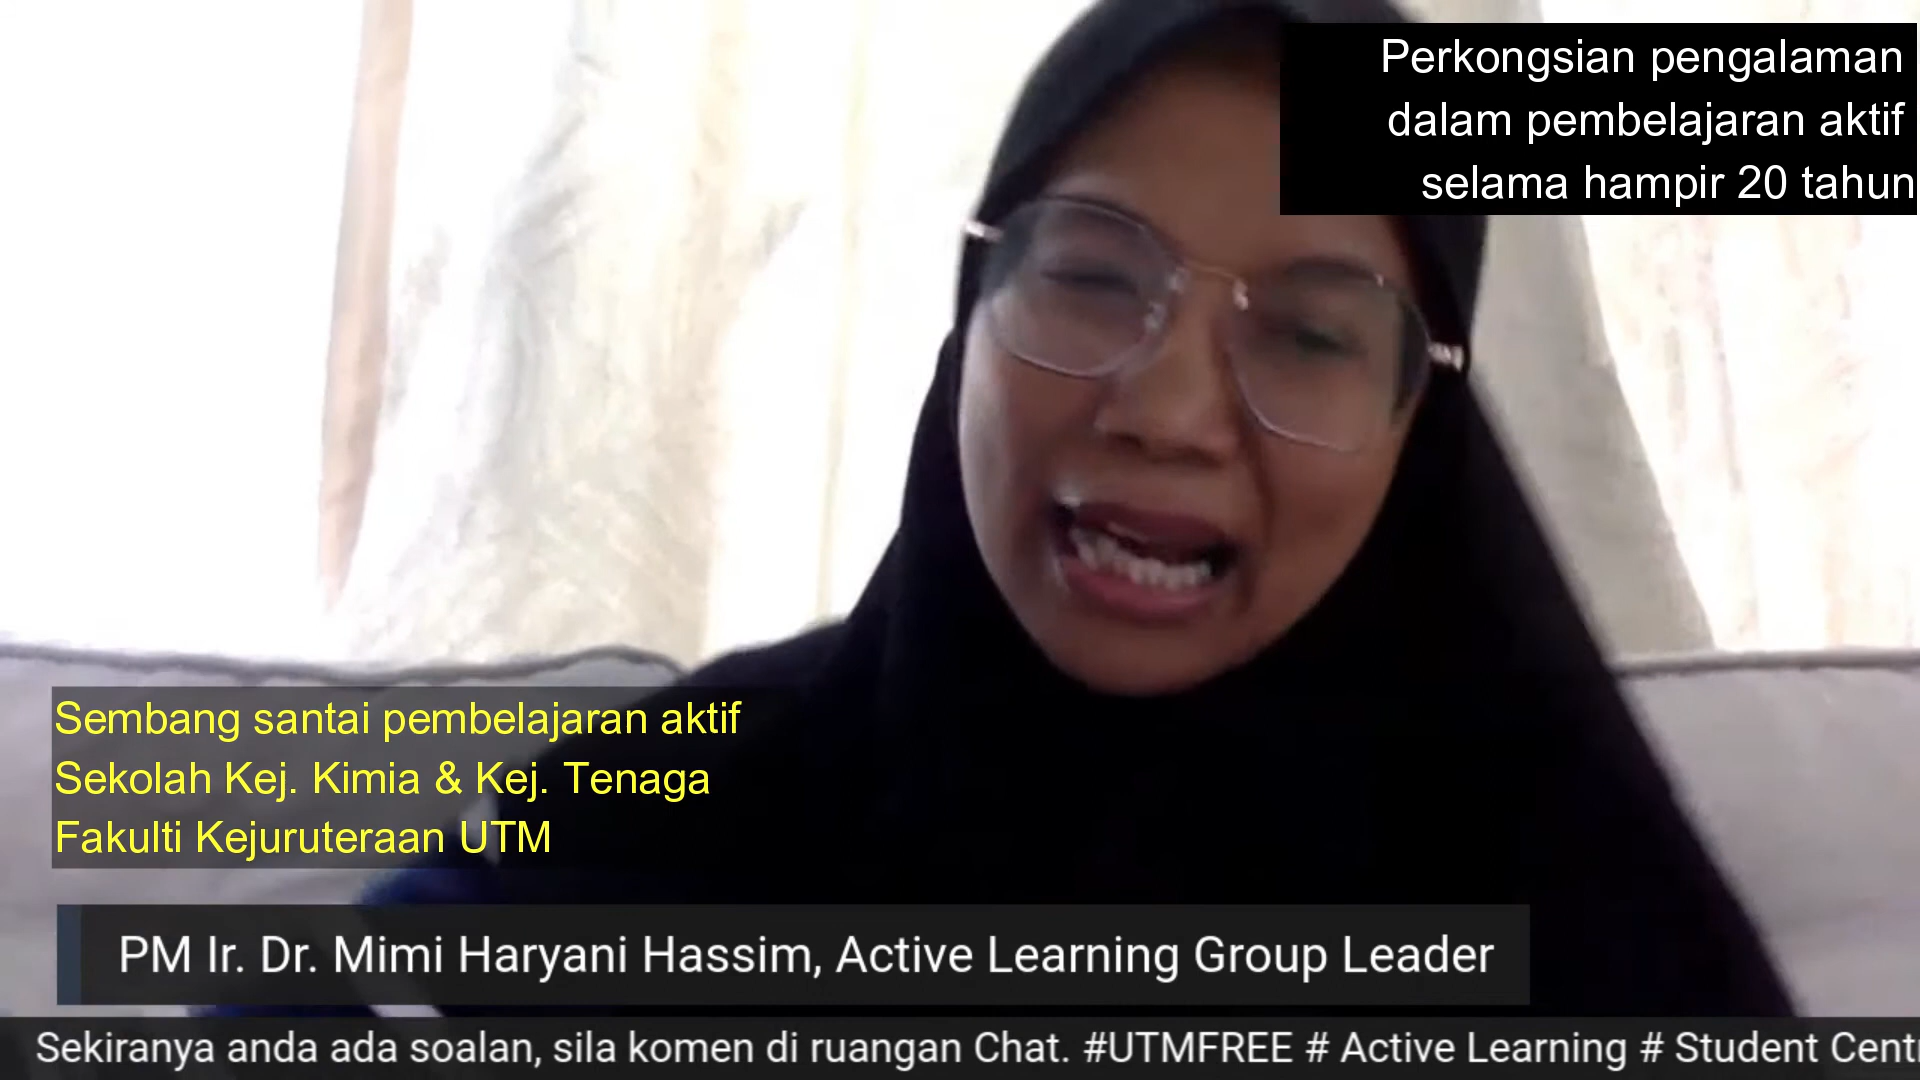 Perkongsian pengalaman
dalam pembelajaran aktif
selama hampir 20 tahun
Sembang santai pembelajaran aktif
Sekolah Kej. Kimia & Kej. Tenaga
Fakulti Kejuruteraan UTM
PM Ir. Dr. Mimi Haryani Hassim, Active Learning Group Leader
Sekiranya anda ada soalan, sila komen di ruangan Chat. #UTMFREE # Active Learning # Student